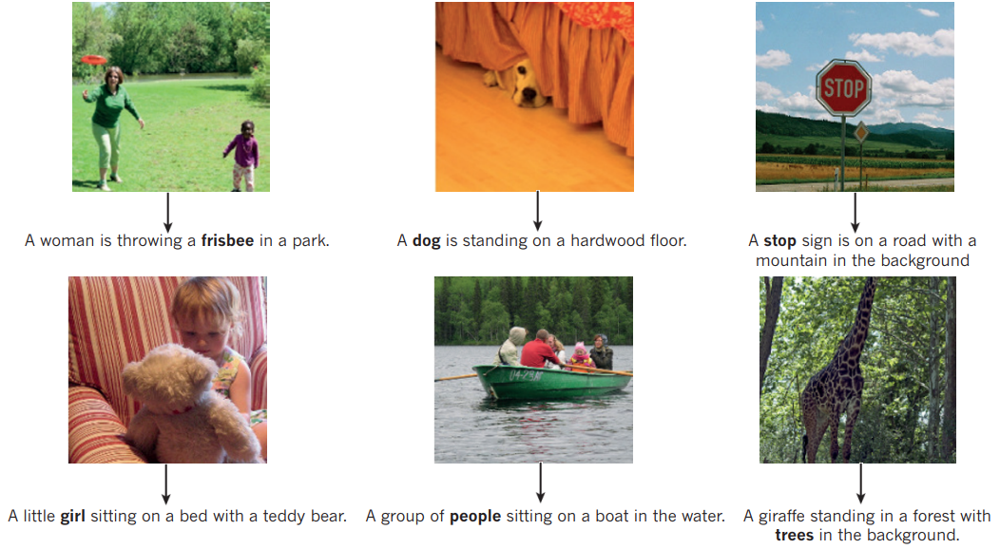 STOP
A woman is throwing a frisbee in a park.
A dog is standing on a hardwood floor.
A stop sign is on a road with a
mountain in the background
A little girl sitting on a bed with a teddy bear.
A group of people sitting on a boat in the water.
A giraffe standing in a forest with
trees in the background.